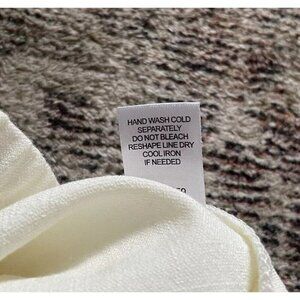 HAND WASH COLD
SEPARATELY
DO NOT BLEACH
RESHAPE LINE DRY
COOL IRON
IF NEEDED